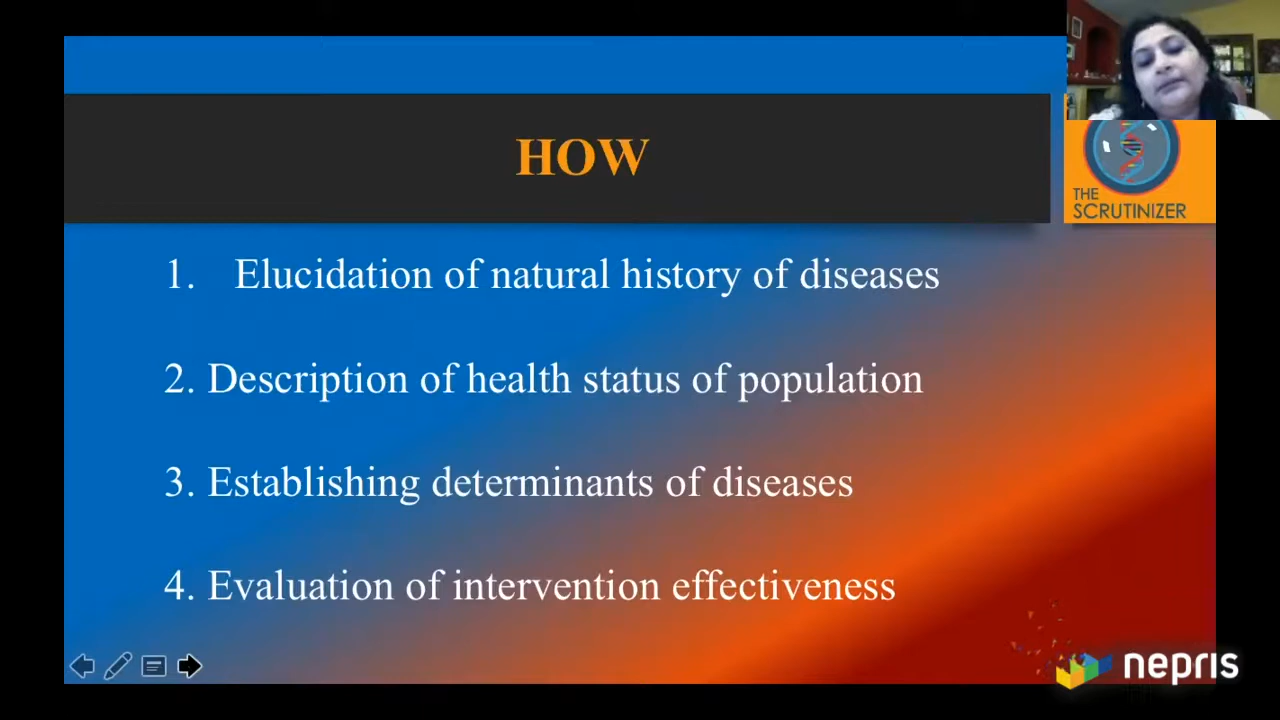 HOW
THE
SCRUTINIZER
1. Elucidation of natural history of diseases
2. Description of health status of population
3. Establishing determinants of diseases
4. Evaluation of intervention effectiveness
nepris